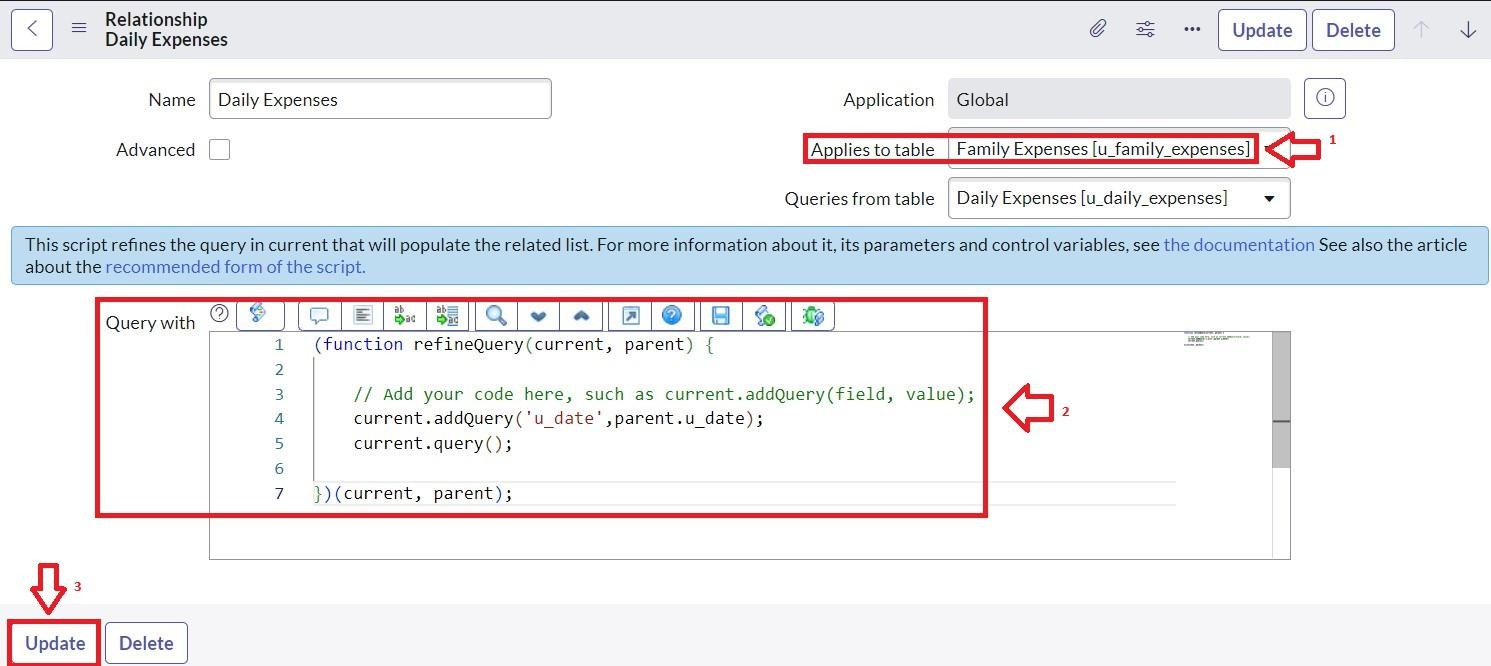 Relationship
Daily Expenses
Update
Delete
Name
Daily Expenses
Application
Global
Advanced
Applies to table
Family Expenses [u_family_expenses]
1
Queries from table
Daily Expenses [u_daily_expenses]
This script refines the query in current that will populate the related list. For more information about it, its parameters and control variables, see the documentation See also the article
about the recommended form of the script.
Query with
1 (function refineQuery(current, parent) {
2
3 // Add your code here, such as current.addQuery(field, value);
4 current.addQuery('u_date',parent.u_date);
5 current.query();
6
7 })(current, parent);
2
3
Update
Delete